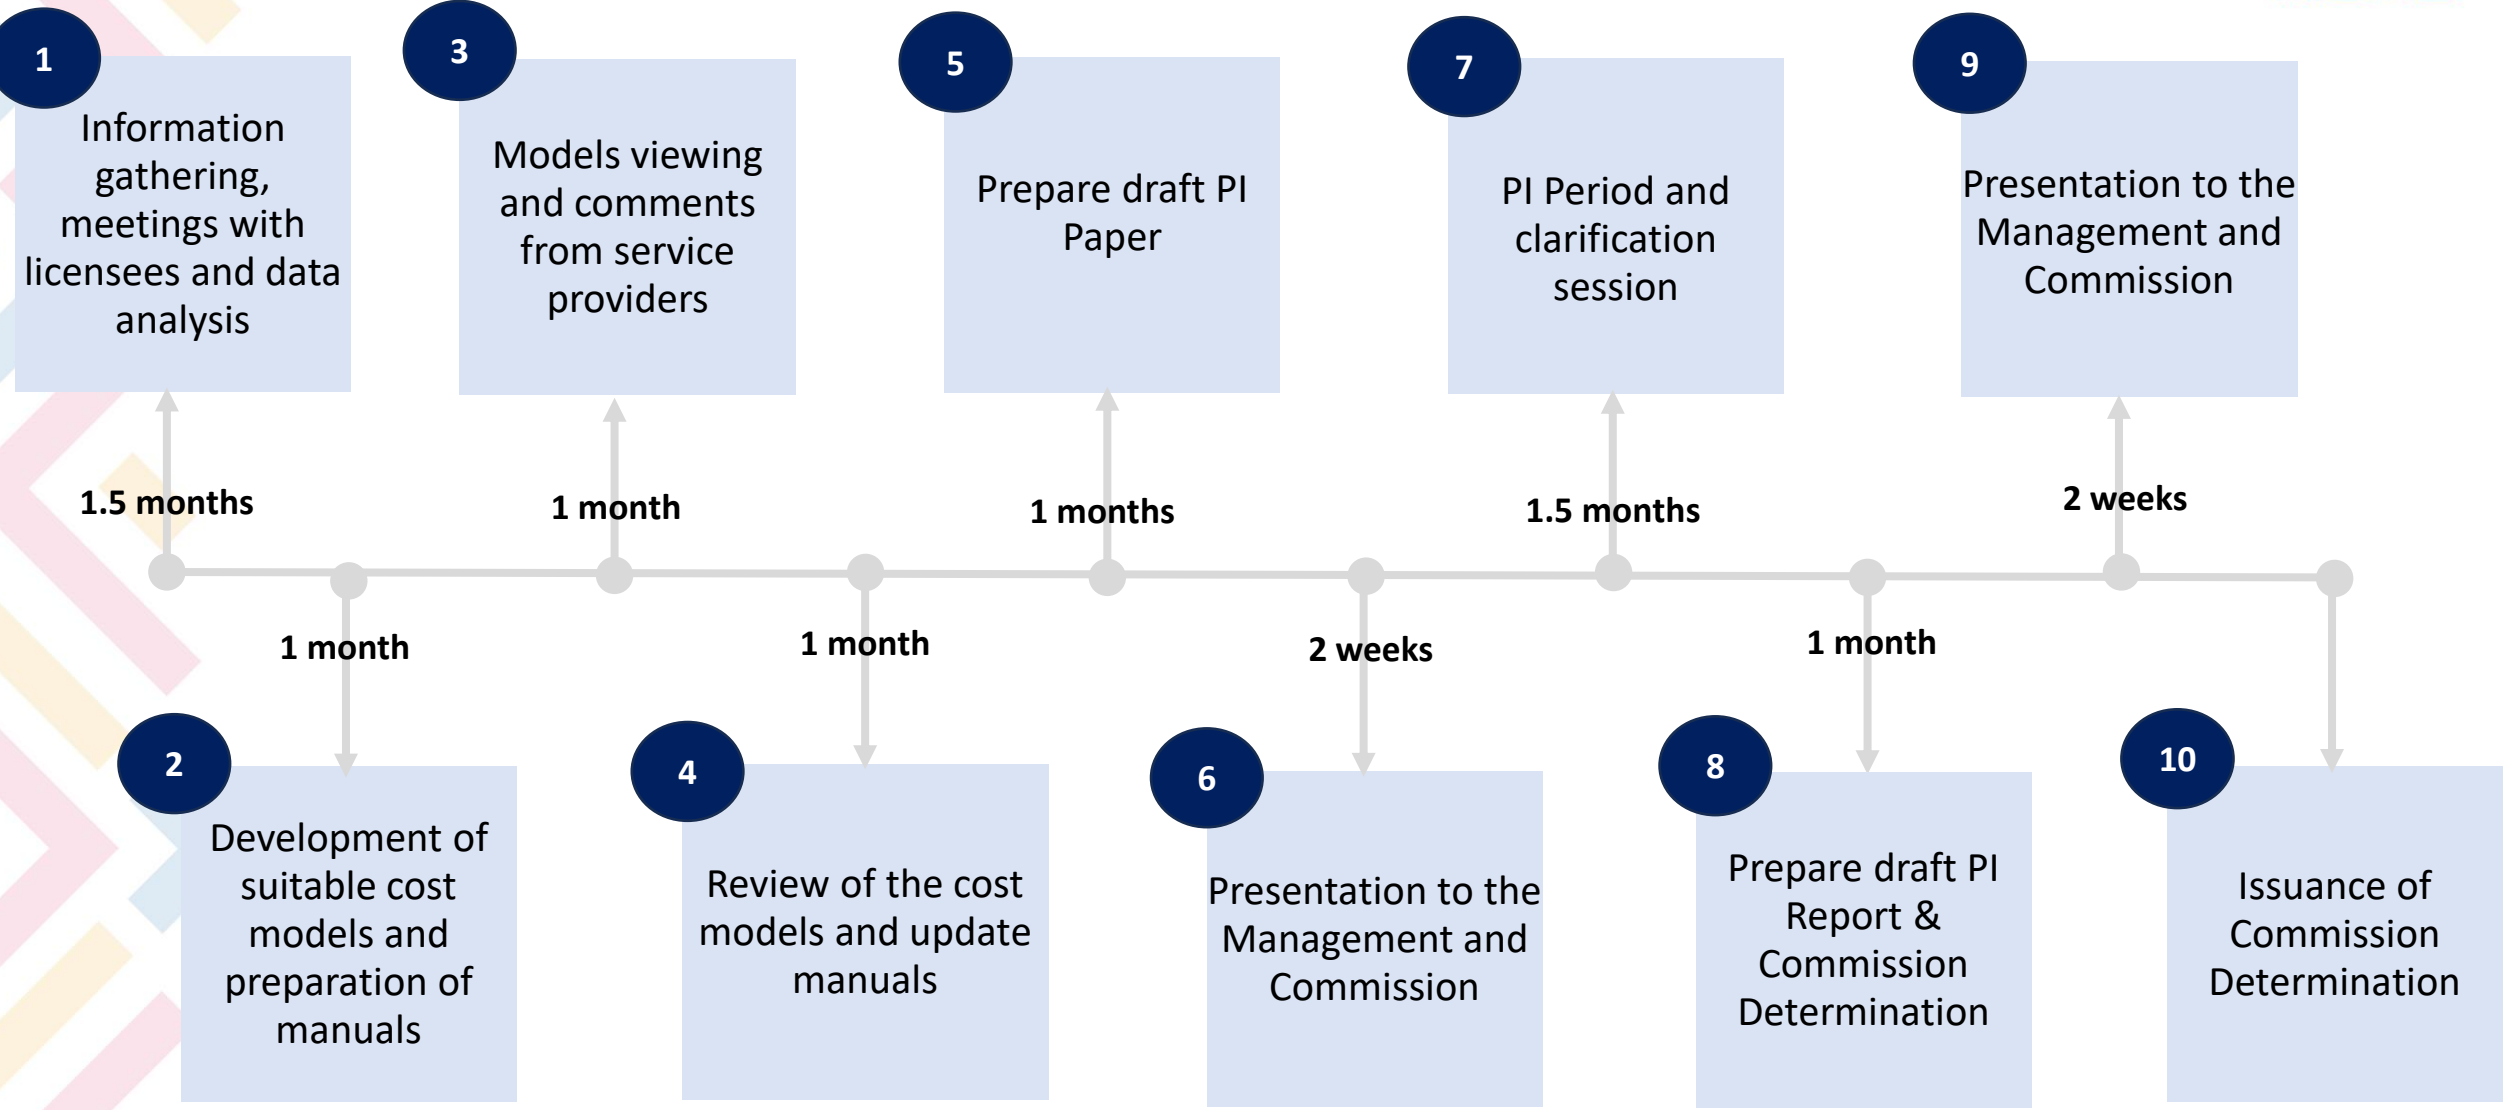 1
Information
gathering,
meetings with
licensees and data
analysis
1.5 months
2
Development of
suitable cost
models and
preparation of
manuals
1 month
3
Models viewing
and comments
from service
providers
1 month
4
Review of the cost
models and update
manuals
1 month
5
Prepare draft PI
Paper
1 months
6
Presentation to the
Management and
Commission
2 weeks
7
PI Period and
clarification
session
1.5 months
8
Prepare draft PI
Report &
Commission
Determination
1 month
9
Presentation to the
Management and
Commission
2 weeks
10
Issuance of
Commission
Determination